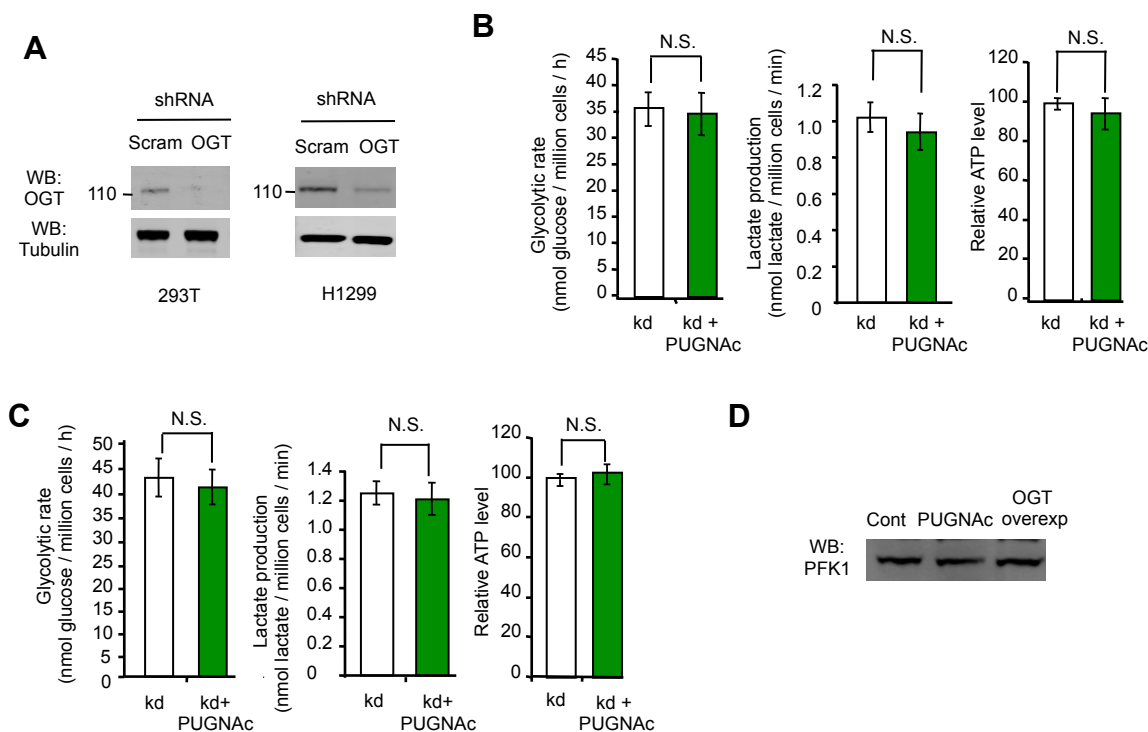 A
shRNA
Scram OGT
WB:
OGT
110
WB:
Tubulin
293T
shRNA
Scram OGT
110
H1299
B
Glycolytic rate
(nmol glucose / million cells / h)
45
40
35
30
25
20
15
10
5
0
N.S.
kd
kd +
PUGNAc
Lactate production
(nmol lactate / million cells / min)
1.2
1.0
0.8
0.6
0.4
0.2
0
N.S.
kd
kd +
PUGNAc
Relative ATP level
120
100
80
60
40
20
0
N.S.
kd
kd +
PUGNAc
C
Glycolytic rate
(nmol glucose / million cells / h)
50
45
40
35
30
25
20
15
10
5
0
N.S.
kd
kd+
PUGNAc
Lactate production
(nmol lactate / million cells / min)
1.4
1.2
1.0
0.8
0.6
0.4
0.2
0
N.S.
kd
kd+
PUGNAc
Relative ATP level
120
100
80
60
40
20
0
N.S.
kd
kd +
PUGNAc
D
Cont PUGNAc OGT
overexp
WB:
PFK1